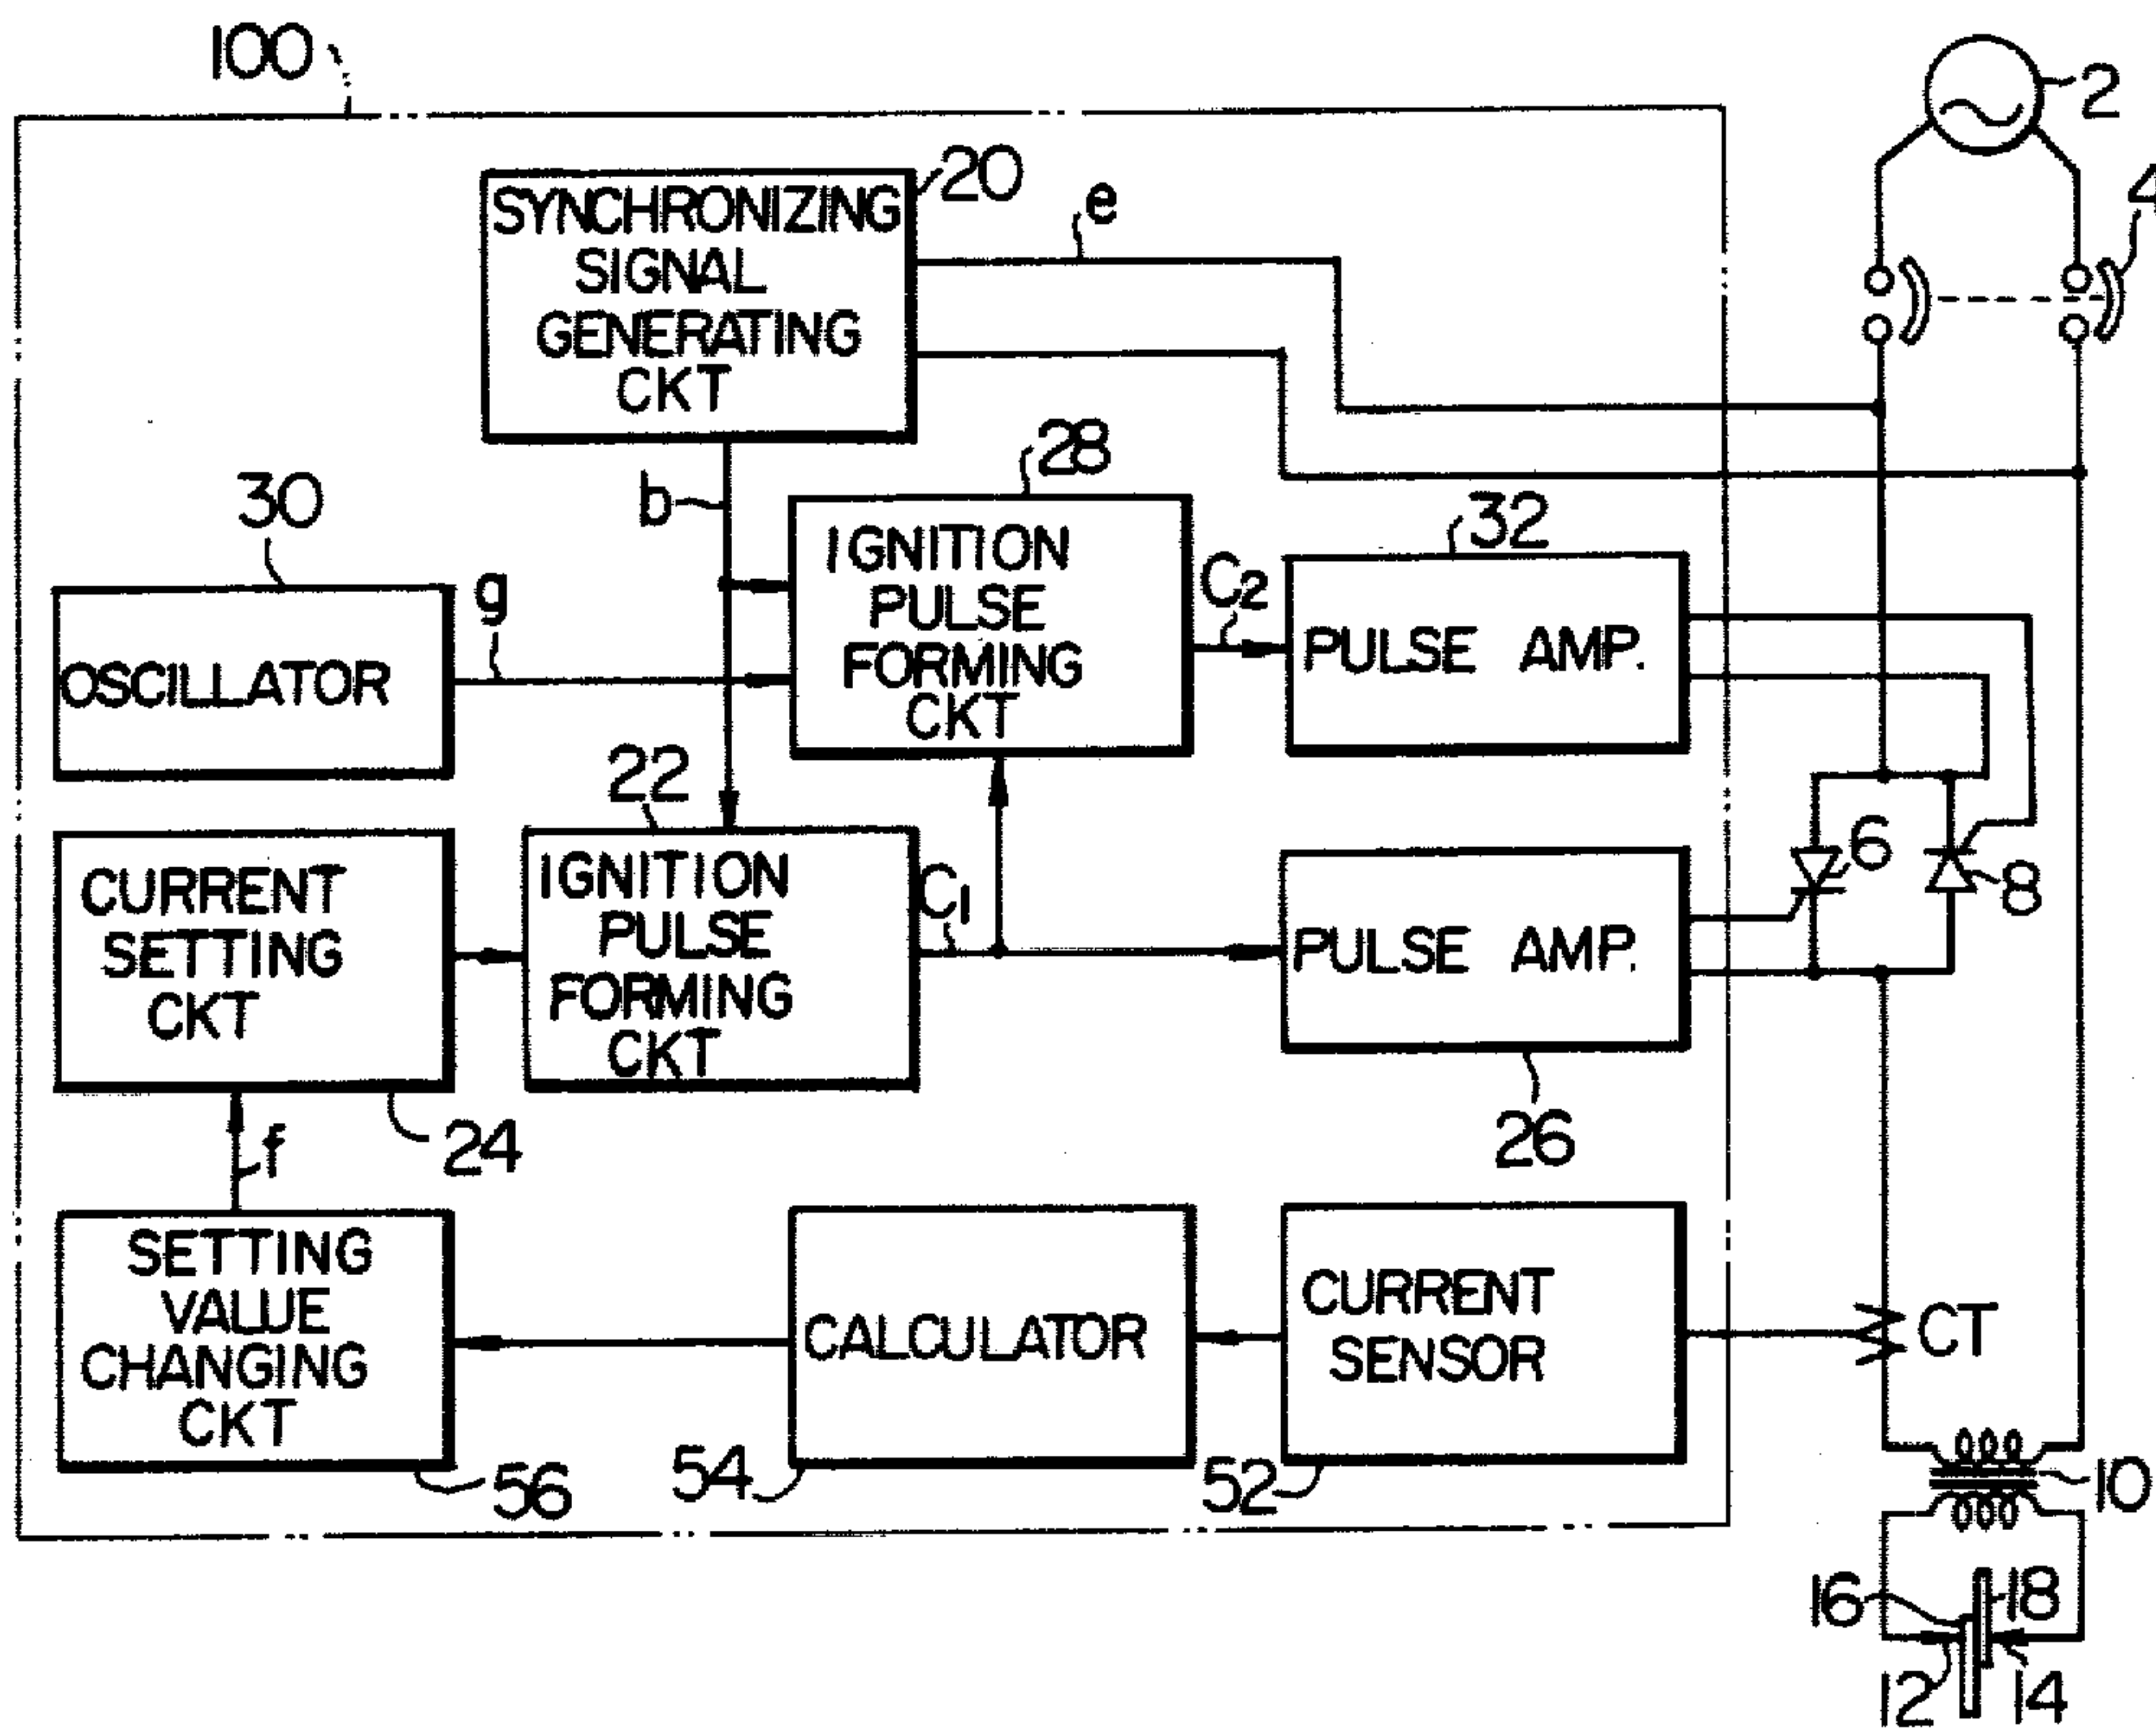 100
2
4
20
SYNCHRONIZING
SIGNAL
GENERATING
CKT
e
b
28
IGNITION
PULSE
FORMING
CKT
30
OSCILLATOR
g
C2
32
PULSE AMP.
22
IGNITION
PULSE
FORMING
CKT
CURRENT
SETTING
CKT
24
C1
PULSE AMP.
26
6
8
f
SETTING
VALUE
CHANGING
CKT
56
CALCULATOR
54
CURRENT
SENSOR
52
CT
10
16
18
12
14